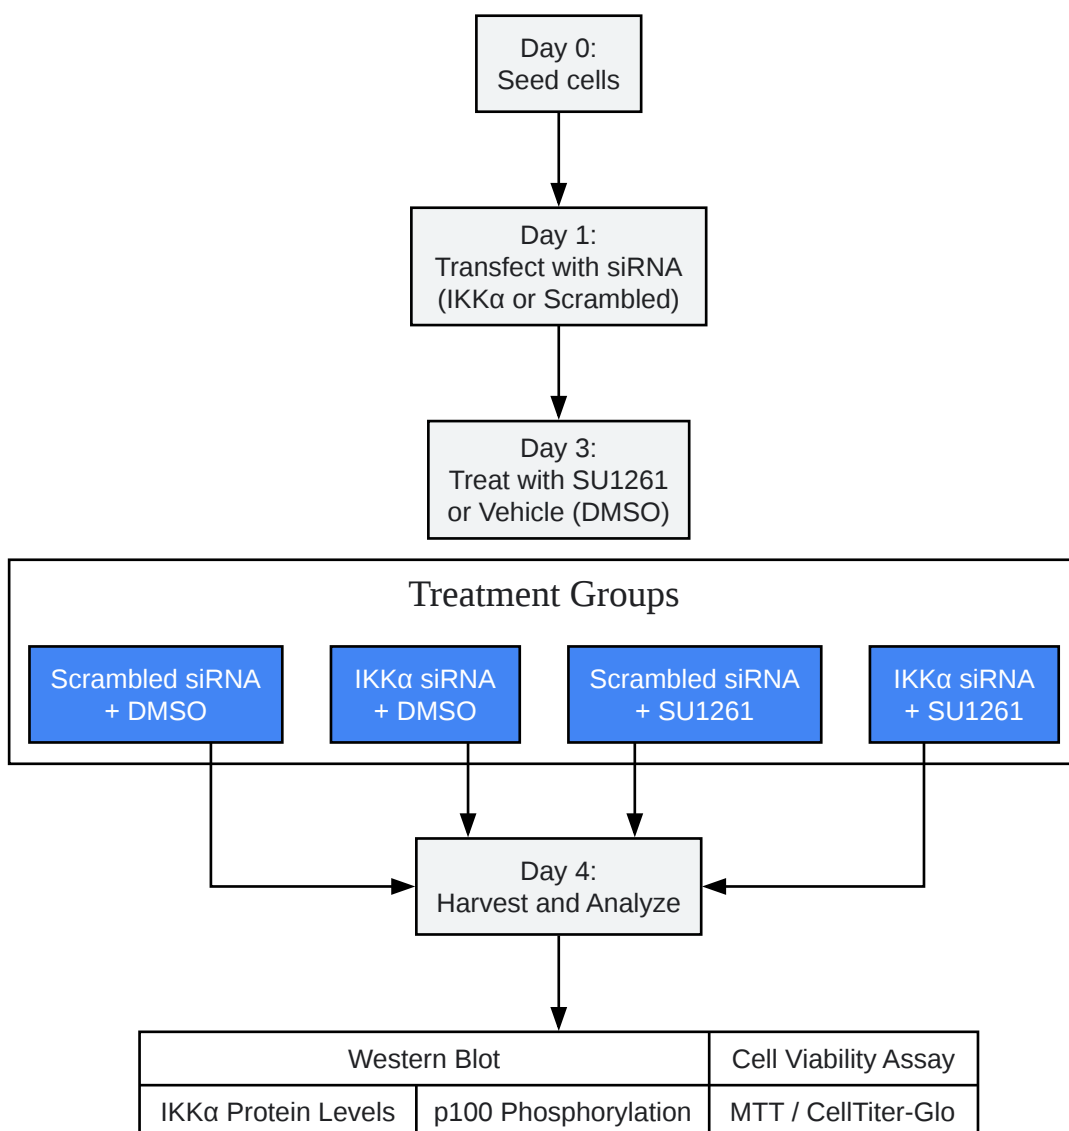 Day 0:
Seed cells
Day 1:
Transfect with siRNA
(IKKα or Scrambled)
Day 3:
Treat with SU1261
or Vehicle (DMSO)
Treatment Groups
Scrambled siRNA
+ DMSO
IKKα siRNA
+ DMSO
Scrambled siRNA
+ SU1261
IKKα siRNA
+ SU1261
Day 4:
Harvest and Analyze
Western Blot
Cell Viability Assay
IKKα Protein Levels
p100 Phosphorylation
MTT / CellTiter-Glo